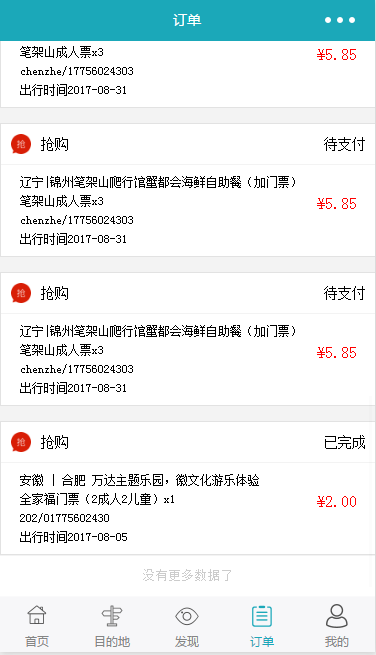 订单
笔架山成人票x3
¥5.85
chenzhe/17756024303
出行时间2017-08-31
抢 抢购 待支付
辽宁|锦州笔架山爬行馆蟹都会海鲜自助餐（加门票）
笔架山成人票x3
¥5.85
chenzhe/17756024303
出行时间2017-08-31
抢 抢购 待支付
辽宁|锦州笔架山爬行馆蟹都会海鲜自助餐（加门票）
笔架山成人票x3
¥5.85
chenzhe/17756024303
出行时间2017-08-31
抢 抢购 已完成
安徽 | 合肥 万达主题乐园，徽文化游乐体验
全家福门票（2成人2儿童）x1
¥2.00
202/01775602430
出行时间2017-08-05
没有更多数据了
首页 目的地 发现 订单 我的